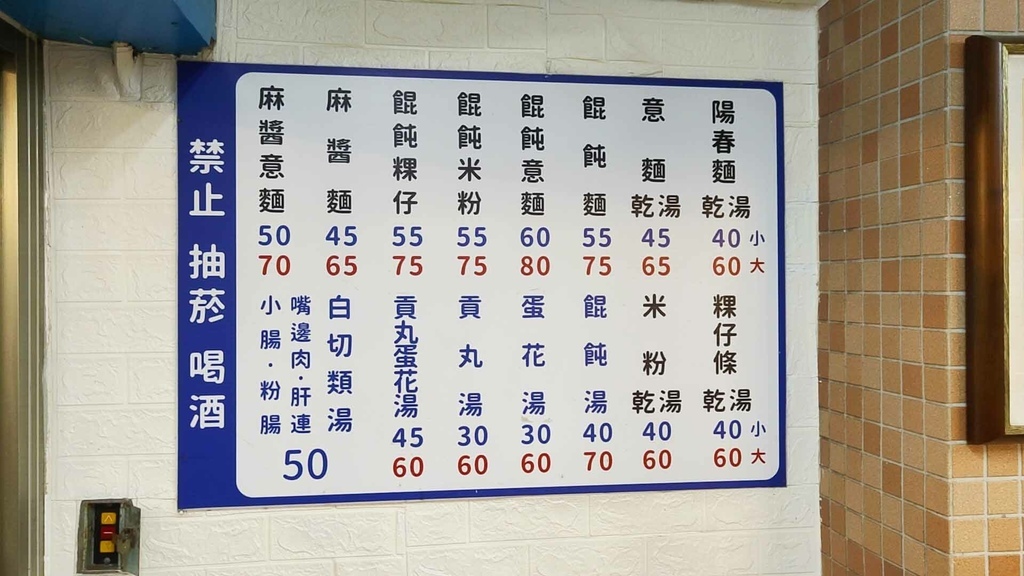 陽春麵 乾湯 40 小 60 大
意麵 乾湯 45 65
餛飩麵 55 75
餛飩意麵 60 80
餛飩米粉 55 75
餛飩粿仔 55 75
麻醬麵 45 65
麻醬意麵 50 70
粿仔條 乾湯 40 小 60 大
米粉 乾湯 40 60
餛飩湯 40 70
蛋花湯 30 60
貢丸湯 30 60
貢丸蛋花湯 45 60
白切類湯
嘴邊肉·肝連
小腸·粉腸
50
禁止 抽菸 喝酒